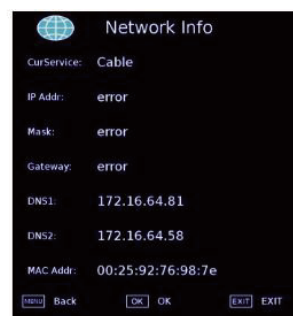 Network Info
CurService: Cable
IP Addr: error
Mask: error
Gateway: error
DNS1: 172.16.64.81
DNS2: 172.16.64.58
MAC Addr: 00:25:92:76:98:7e
MENU Back OK OK EXIT EXIT